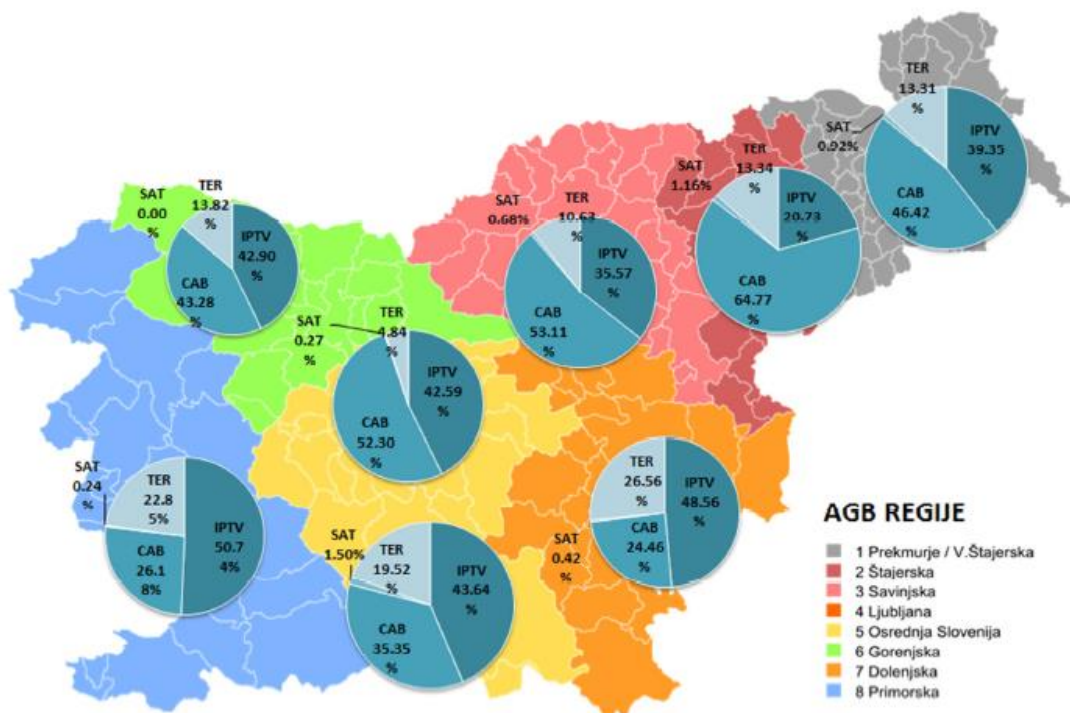 TER
13.31
%
SAT
0.92%
IPTV
39.35
%
CAB
46.42
%
TER
13.34
%
SAT
1.16%
IPTV
20.73
%
CAB
64.77
%
TER
10.63
%
SAT
0.68%
IPTV
35.57
%
CAB
53.11
%
SAT
0.00
%
TER
13.82
%
IPTV
42.90
%
CAB
43.28
%
SAT
0.27
%
TER
4.84
%
IPTV
42.59
%
CAB
52.30
%
SAT
0.24
%
TER
22.8
5%
IPTV
50.7
4%
CAB
26.1
8%
SAT
1.50%
TER
19.52
%
IPTV
43.64
%
CAB
35.35
%
TER
26.56
%
IPTV
48.56
%
SAT
0.42
%
CAB
24.46
%
AGB REGIJE
1 Prekmurje / V.Štajerska
2 Štajerska
3 Savinjska
4 Ljubljana
5 Osrednja Slovenija
6 Gorenjska
7 Dolenjska
8 Primorska